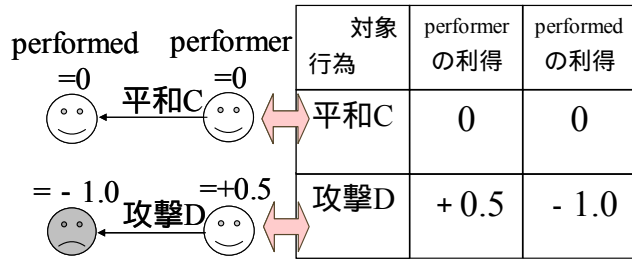 performed performer
=0 =0
平和C
= - 1.0 =+0.5
攻撃D
対象 performer performed
行為 の利得 の利得
平和C 0 0
攻撃D +0.5 - 1.0